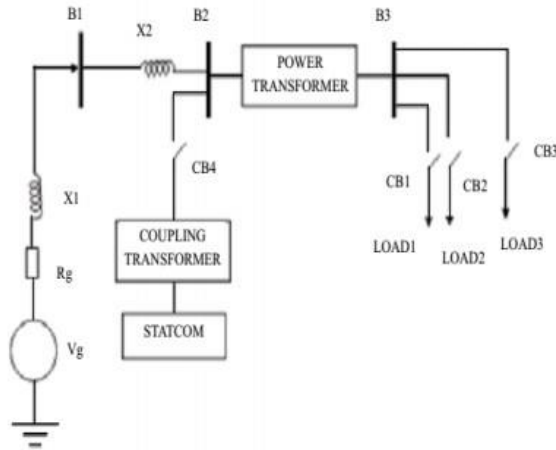 B1
X2
B2
B3
POWER
TRANSFORMER
CB4
CB1
CB2
CB3
X1
COUPLING
TRANSFORMER
LOAD1
LOAD2
LOAD3
Rg
STATCOM
Vg